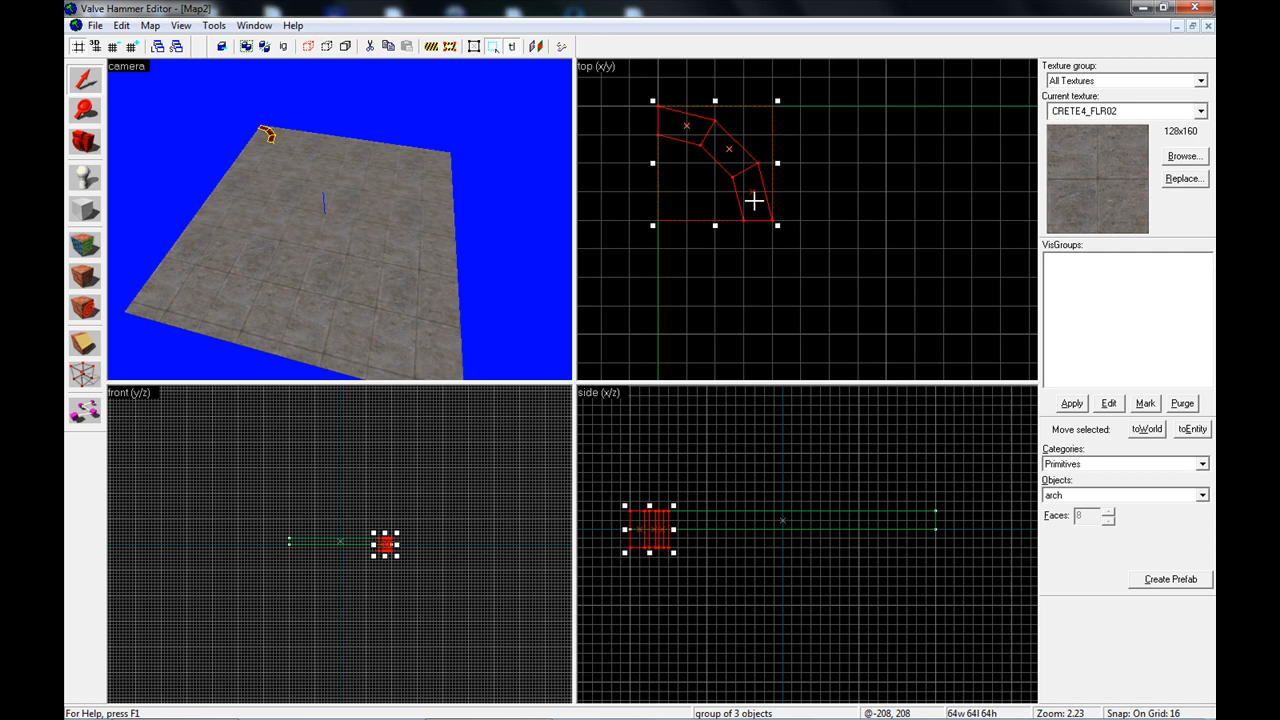 Valve Hammer Editor - [Map2]
File Edit Map View Tools Window Help
camera
top (x/y)
front (y/z)
side (x/z)
Texture group:
All Textures
Current texture:
CRETE4_FLR02
128x160
Browse...
Replace...
VisGroups:
Apply Edit Mark Purge
Move selected: toWorld toEntity
Categories:
Primitives
Objects:
arch
Faces: 8
Create Prefab
For Help, press F1
group of 3 objects
@-208, 208
64w 64l 64h
Zoom: 2.23
Snap: On Grid: 16